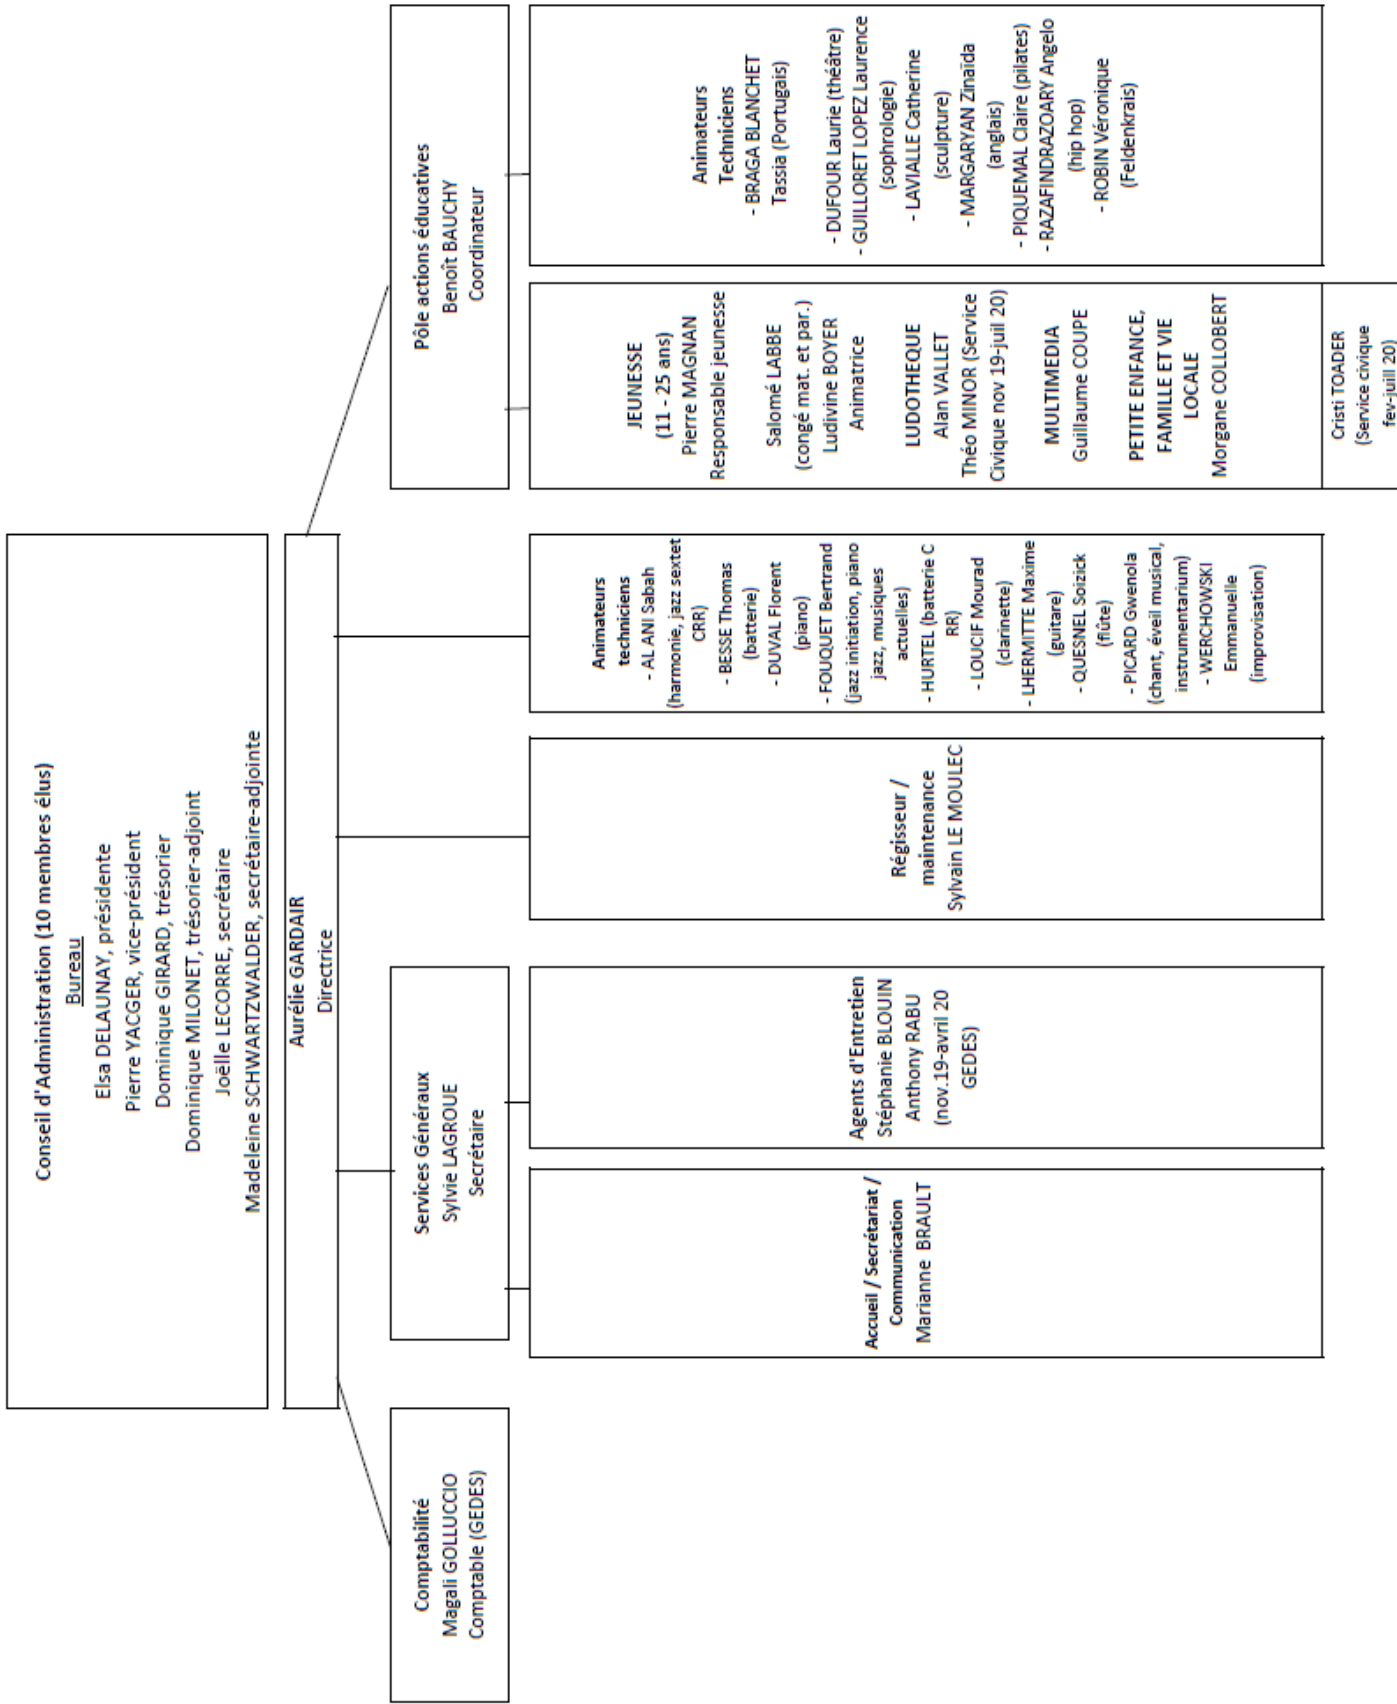 Conseil d'Administration (10 membres élus)
Bureau
Elsa DELAUNAY, présidente
Pierre YACGER, vice-président
Dominique GIRARD, trésorier
Dominique MILONET, trésorier-adjoint
Joëlle LECORRE, secrétaire
Madeleine SCHWARTZWALDER, secrétaire-adjointe
Aurélie GARDAIR
Directrice
Comptabilité
Magali GOLLUCCIO
Comptable (GEDES)
Services Généraux
Sylvie LAGROUE
Secrétaire
Pôle actions éducatives
Benoît BAUCHY
Coordinateur
Accueil / Secrétariat /
Communication
Marianne BRAULT
Agents d'Entretien
Stéphanie BLOUIN
Anthony RABU
(nov.19-avril 20
GEDES)
Régisseur /
maintenance
Sylvain LE MOULEC
Animateurs
techniciens
- AL ANI Sabah
(harmonie, jazz sextet
CRR)
- BESSE Thomas
(batterie)
- DUVAL Florent
(piano)
- FOUQUET Bertrand
(jazz initiation, piano
jazz, musiques
actuelles)
- HURTEL (batterie C
RR)
- LOUCIF Mourad
(clarinette)
- LHERMITTE Maxime
(guitare)
- QUESNEL Soizick
(flûte)
- PICARD Gwenola
(chant, éveil musical,
instrumentarium)
- WERCHOWSKI
Emmanuelle
(improvisation)
JEUNESSE
(11 - 25 ans)
Pierre MAGNAN
Responsable jeunesse
Salomé LABBE
(congé mat. et par.)
Ludivine BOYER
Animatrice
LUDOTHEQUE
Alan VALLET
Théo MINOR (Service
Civique nov 19-juil 20)
MULTIMEDIA
Guillaume COUPE
PETITE ENFANCE,
FAMILLE ET VIE
LOCALE
Morgane COLLOBERT
Cristi TOADER
(Service civique
fev-juill 20)
Animateurs
Techniciens
- BRAGA BLANCHET
Tassia (Portugais)
- DUFOUR Laurie (théâtre)
- GUILLORET LOPEZ Laurence
(sophrologie)
- LAVIALLE Catherine
(sculpture)
- MARGARYAN Zinaïda
(anglais)
- PIQUEMAL Claire (pilates)
- RAZAFINDRAZOARY Angelo
(hip hop)
- ROBIN Véronique
(Feldenkrais)